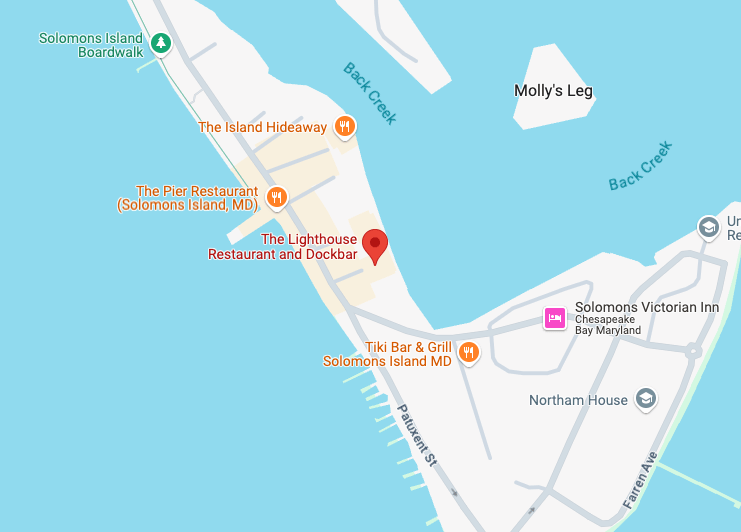 Solomons Island
Boardwalk
Back Creek
Molly's Leg
The Island Hideaway
Back Creek
The Pier Restaurant
(Solomons Island, MD)
Un
Re
The Lighthouse
Restaurant and Dockbar
Solomons Victorian Inn
Chesapeake
Bay Maryland
Tiki Bar & Grill
Solomons Island MD
Northam House
Patuxent St
Farren Ave